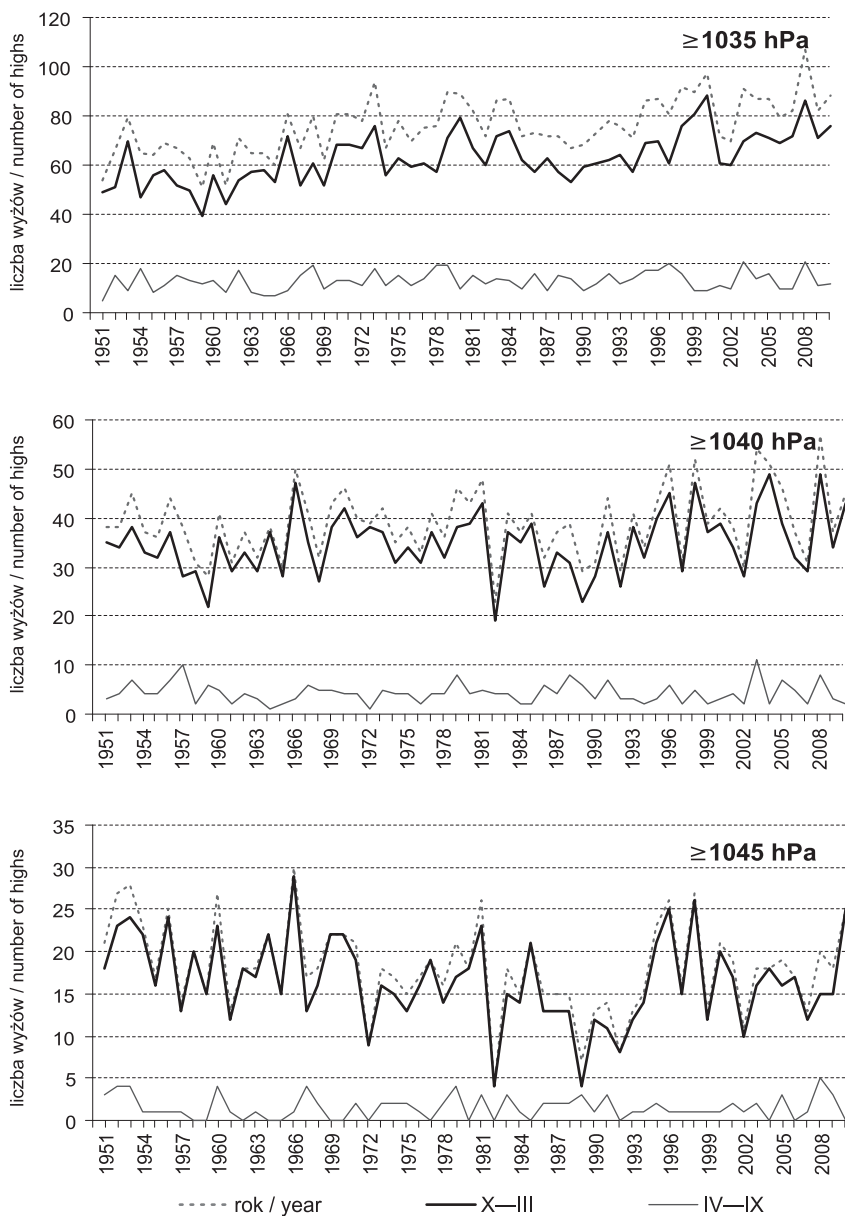 ≥1035 hPa
liczba wyżów / number of highs
120
100
80
60
40
20
0
1951 1954 1957 1960 1963 1966 1969 1972 1975 1978 1981 1984 1987 1990 1993 1996 1999 2002 2005 2008
≥1040 hPa
liczba wyżów / number of highs
60
50
40
30
20
10
0
1951 1954 1957 1960 1963 1966 1969 1972 1975 1978 1981 1984 1987 1990 1993 1996 1999 2002 2005 2008
≥1045 hPa
liczba wyżów / number of highs
35
30
25
20
15
10
5
0
1951 1954 1957 1960 1963 1966 1969 1972 1975 1978 1981 1984 1987 1990 1993 1996 1999 2002 2005 2008
rok / year X—III IV—IX